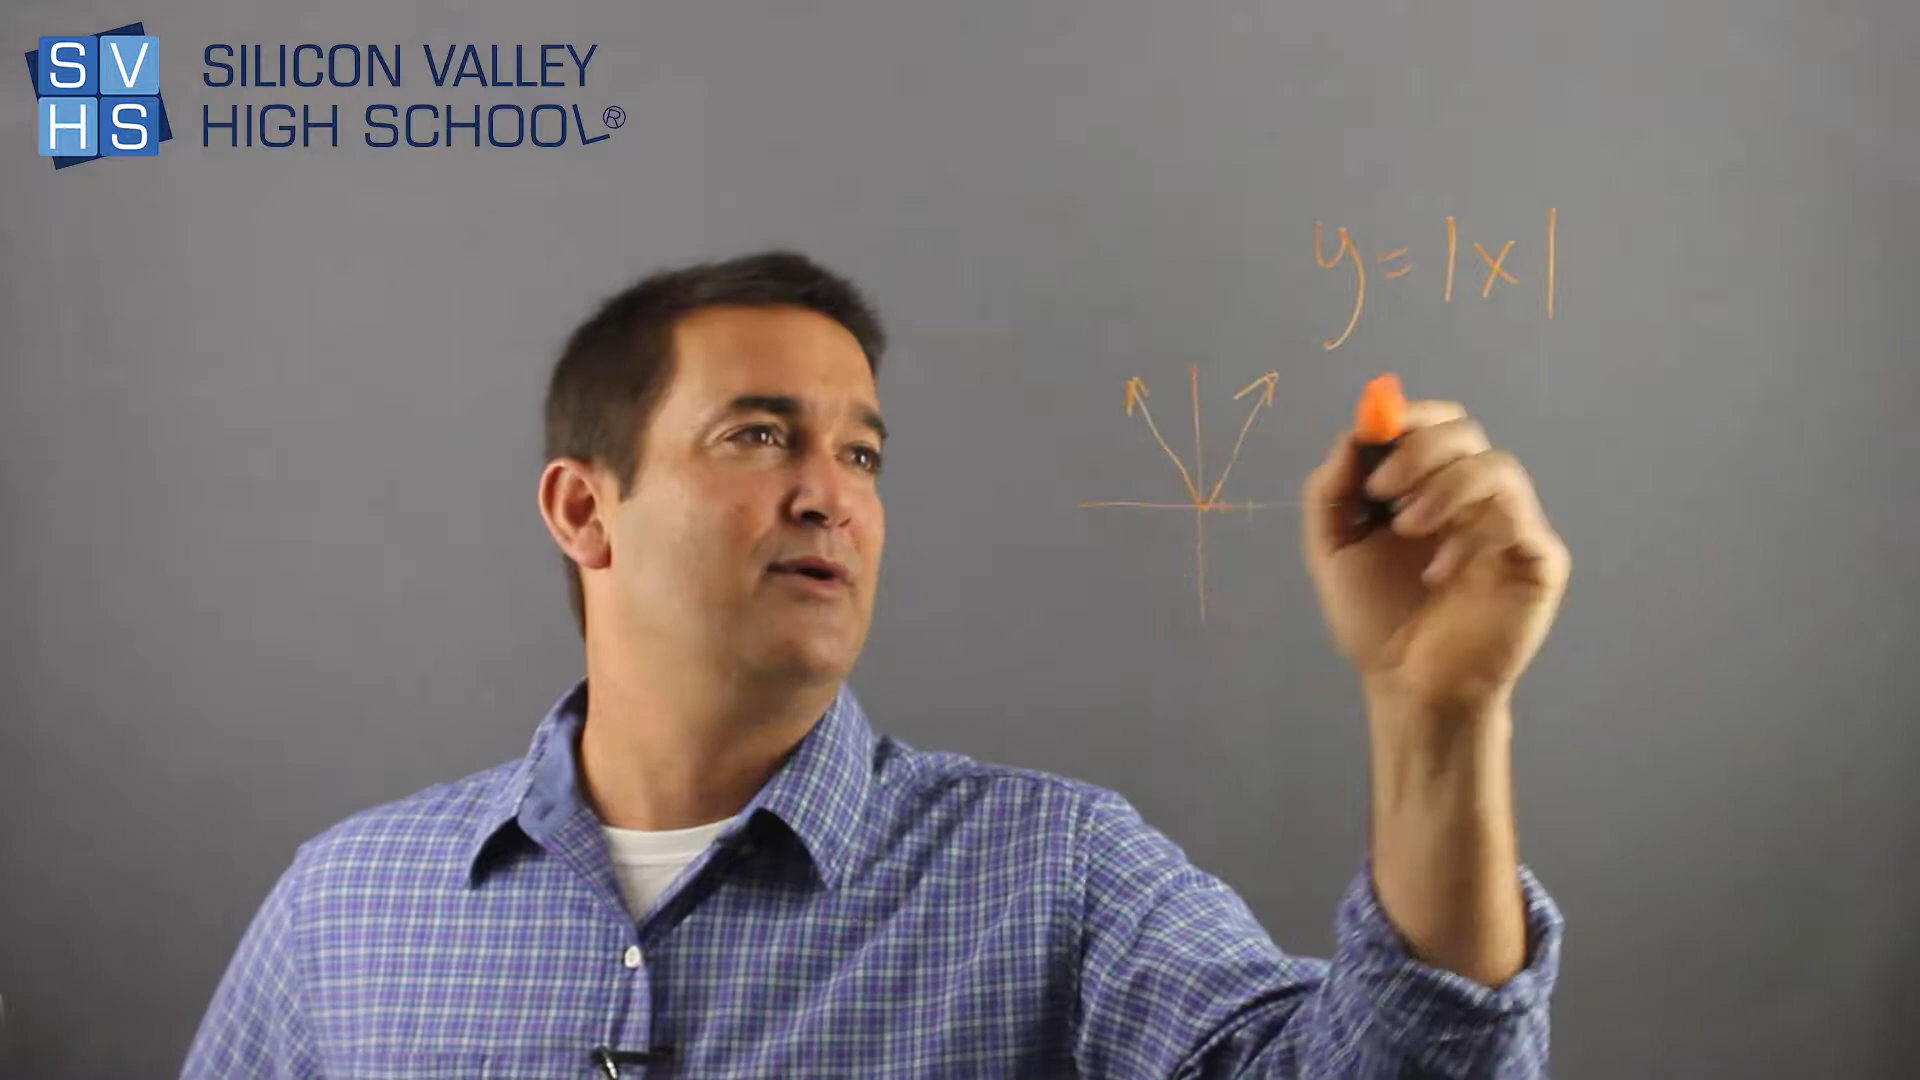 SV
HS
SILICON VALLEY
HIGH SCHOOL®
y = |x|